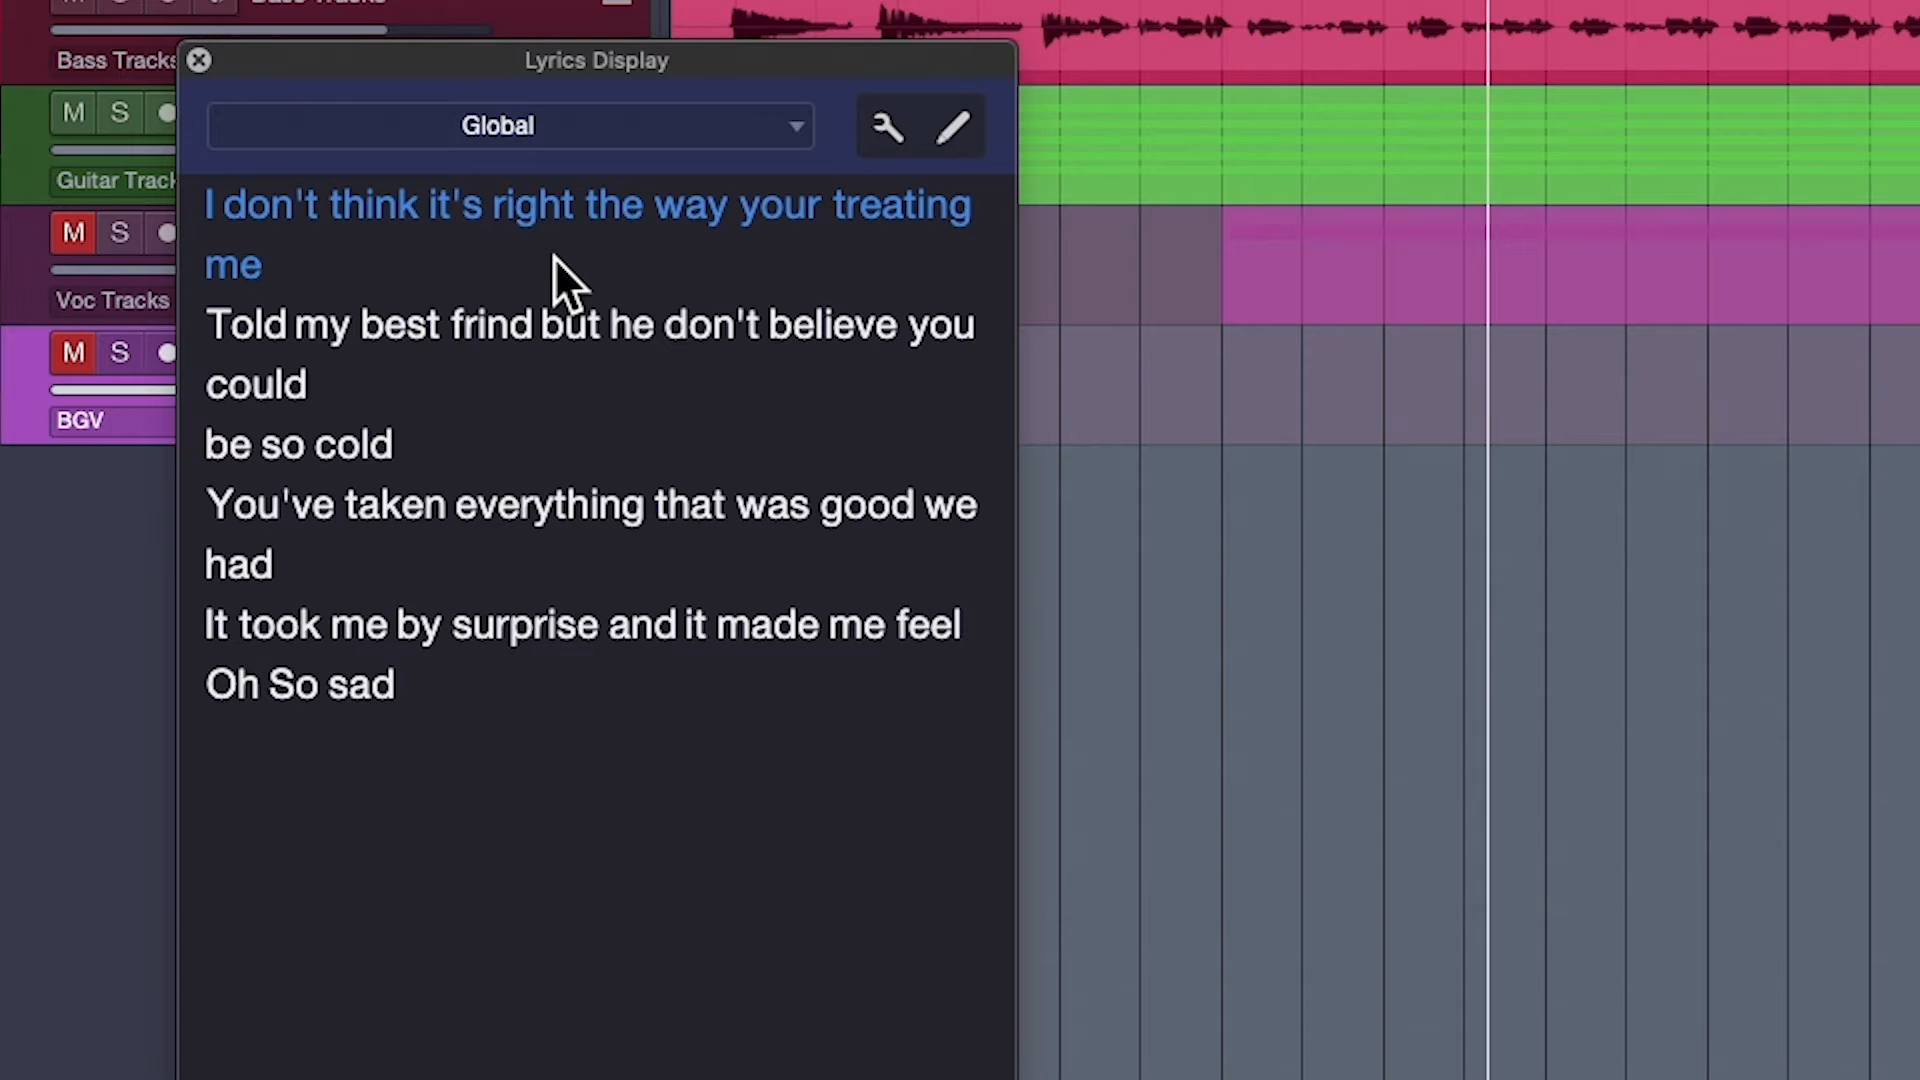 Bass Tracks
Lyrics Display
Bass Tracks
Global
M S
Guitar Track
M S
Voc Tracks
M S
BGV
I don't think it's right the way your treating
me
Told my best frind but he don't believe you
could
be so cold
You've taken everything that was good we
had
It took me by surprise and it made me feel
Oh So sad